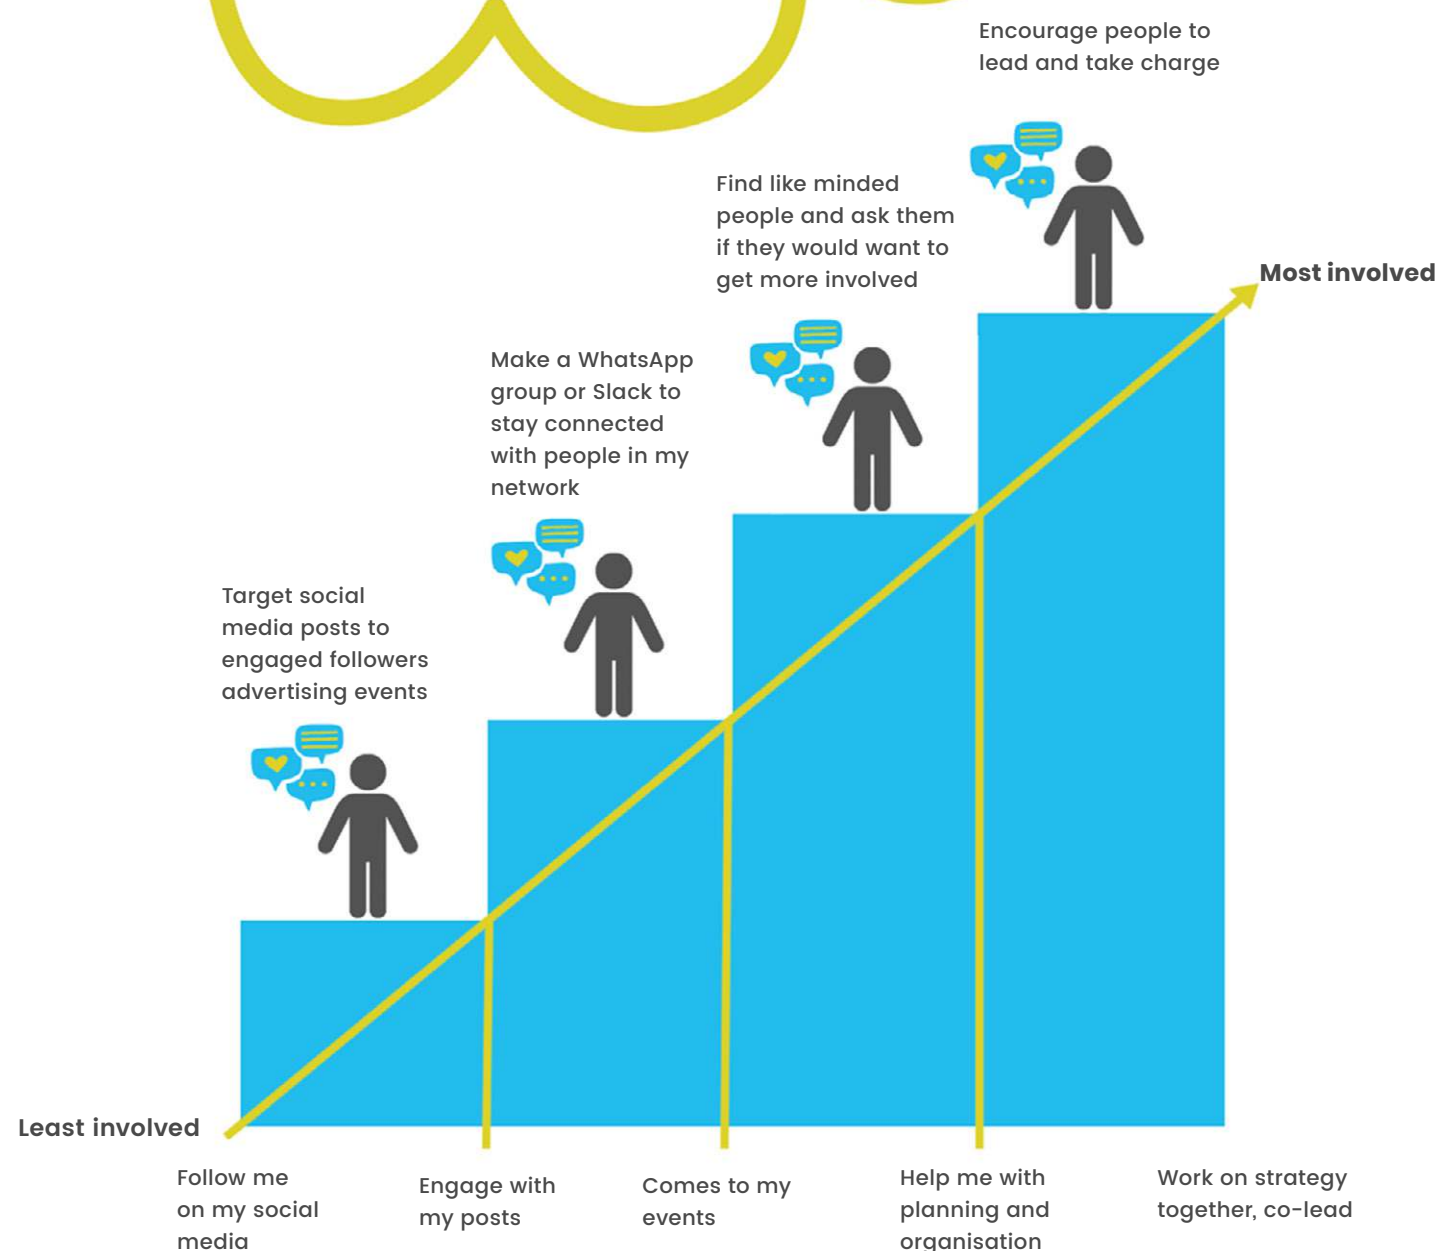 Encourage people to
lead and take charge
Find like minded
people and ask them
if they would want to
get more involved
Most involved
Make a WhatsApp
group or Slack to
stay connected
with people in my
network
Target social
media posts to
engaged followers
advertising events
Least involved
Follow me
on my social
media
Engage with
my posts
Comes to my
events
Help me with
planning and
organisation
Work on strategy
together, co-lead